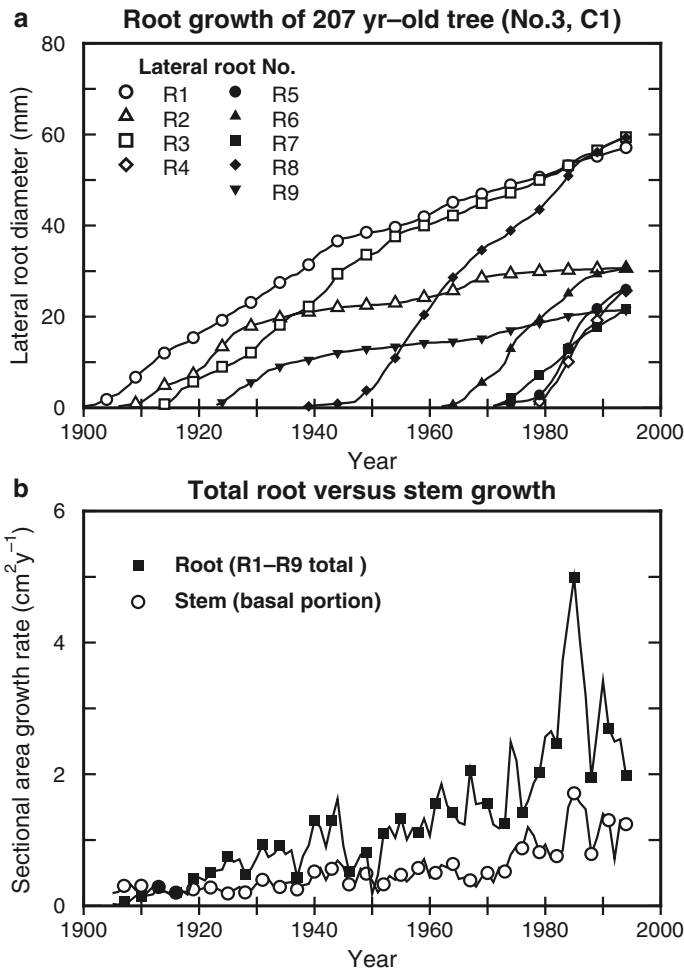 a Root growth of 207 yr–old tree (No.3, C1)
80
60
40
20
0
Lateral root diameter (mm)
Lateral root No.
R1 R5
R2 R6
R3 R7
R4 R8
R9
1900 1920 1940 1960 1980 2000
Year
b Total root versus stem growth
6
4
2
0
Sectional area growth rate (cm²y⁻¹)
Root (R1–R9 total )
Stem (basal portion)
1900 1920 1940 1960 1980 2000
Year